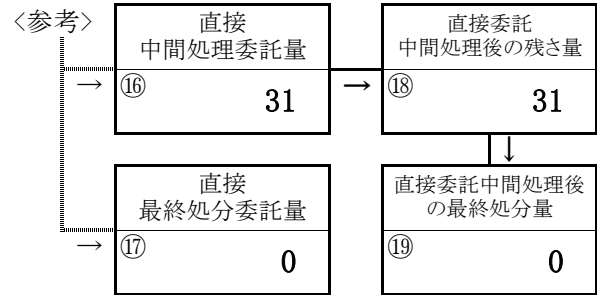 〈参考〉
直接
中間処理委託量
→ ⑯ 31
→
直接委託
中間処理後の残さ量
⑱ 31
↓
直接
最終処分委託量
→ ⑰ 0
直接委託中間処理後
の最終処分量
⑲ 0